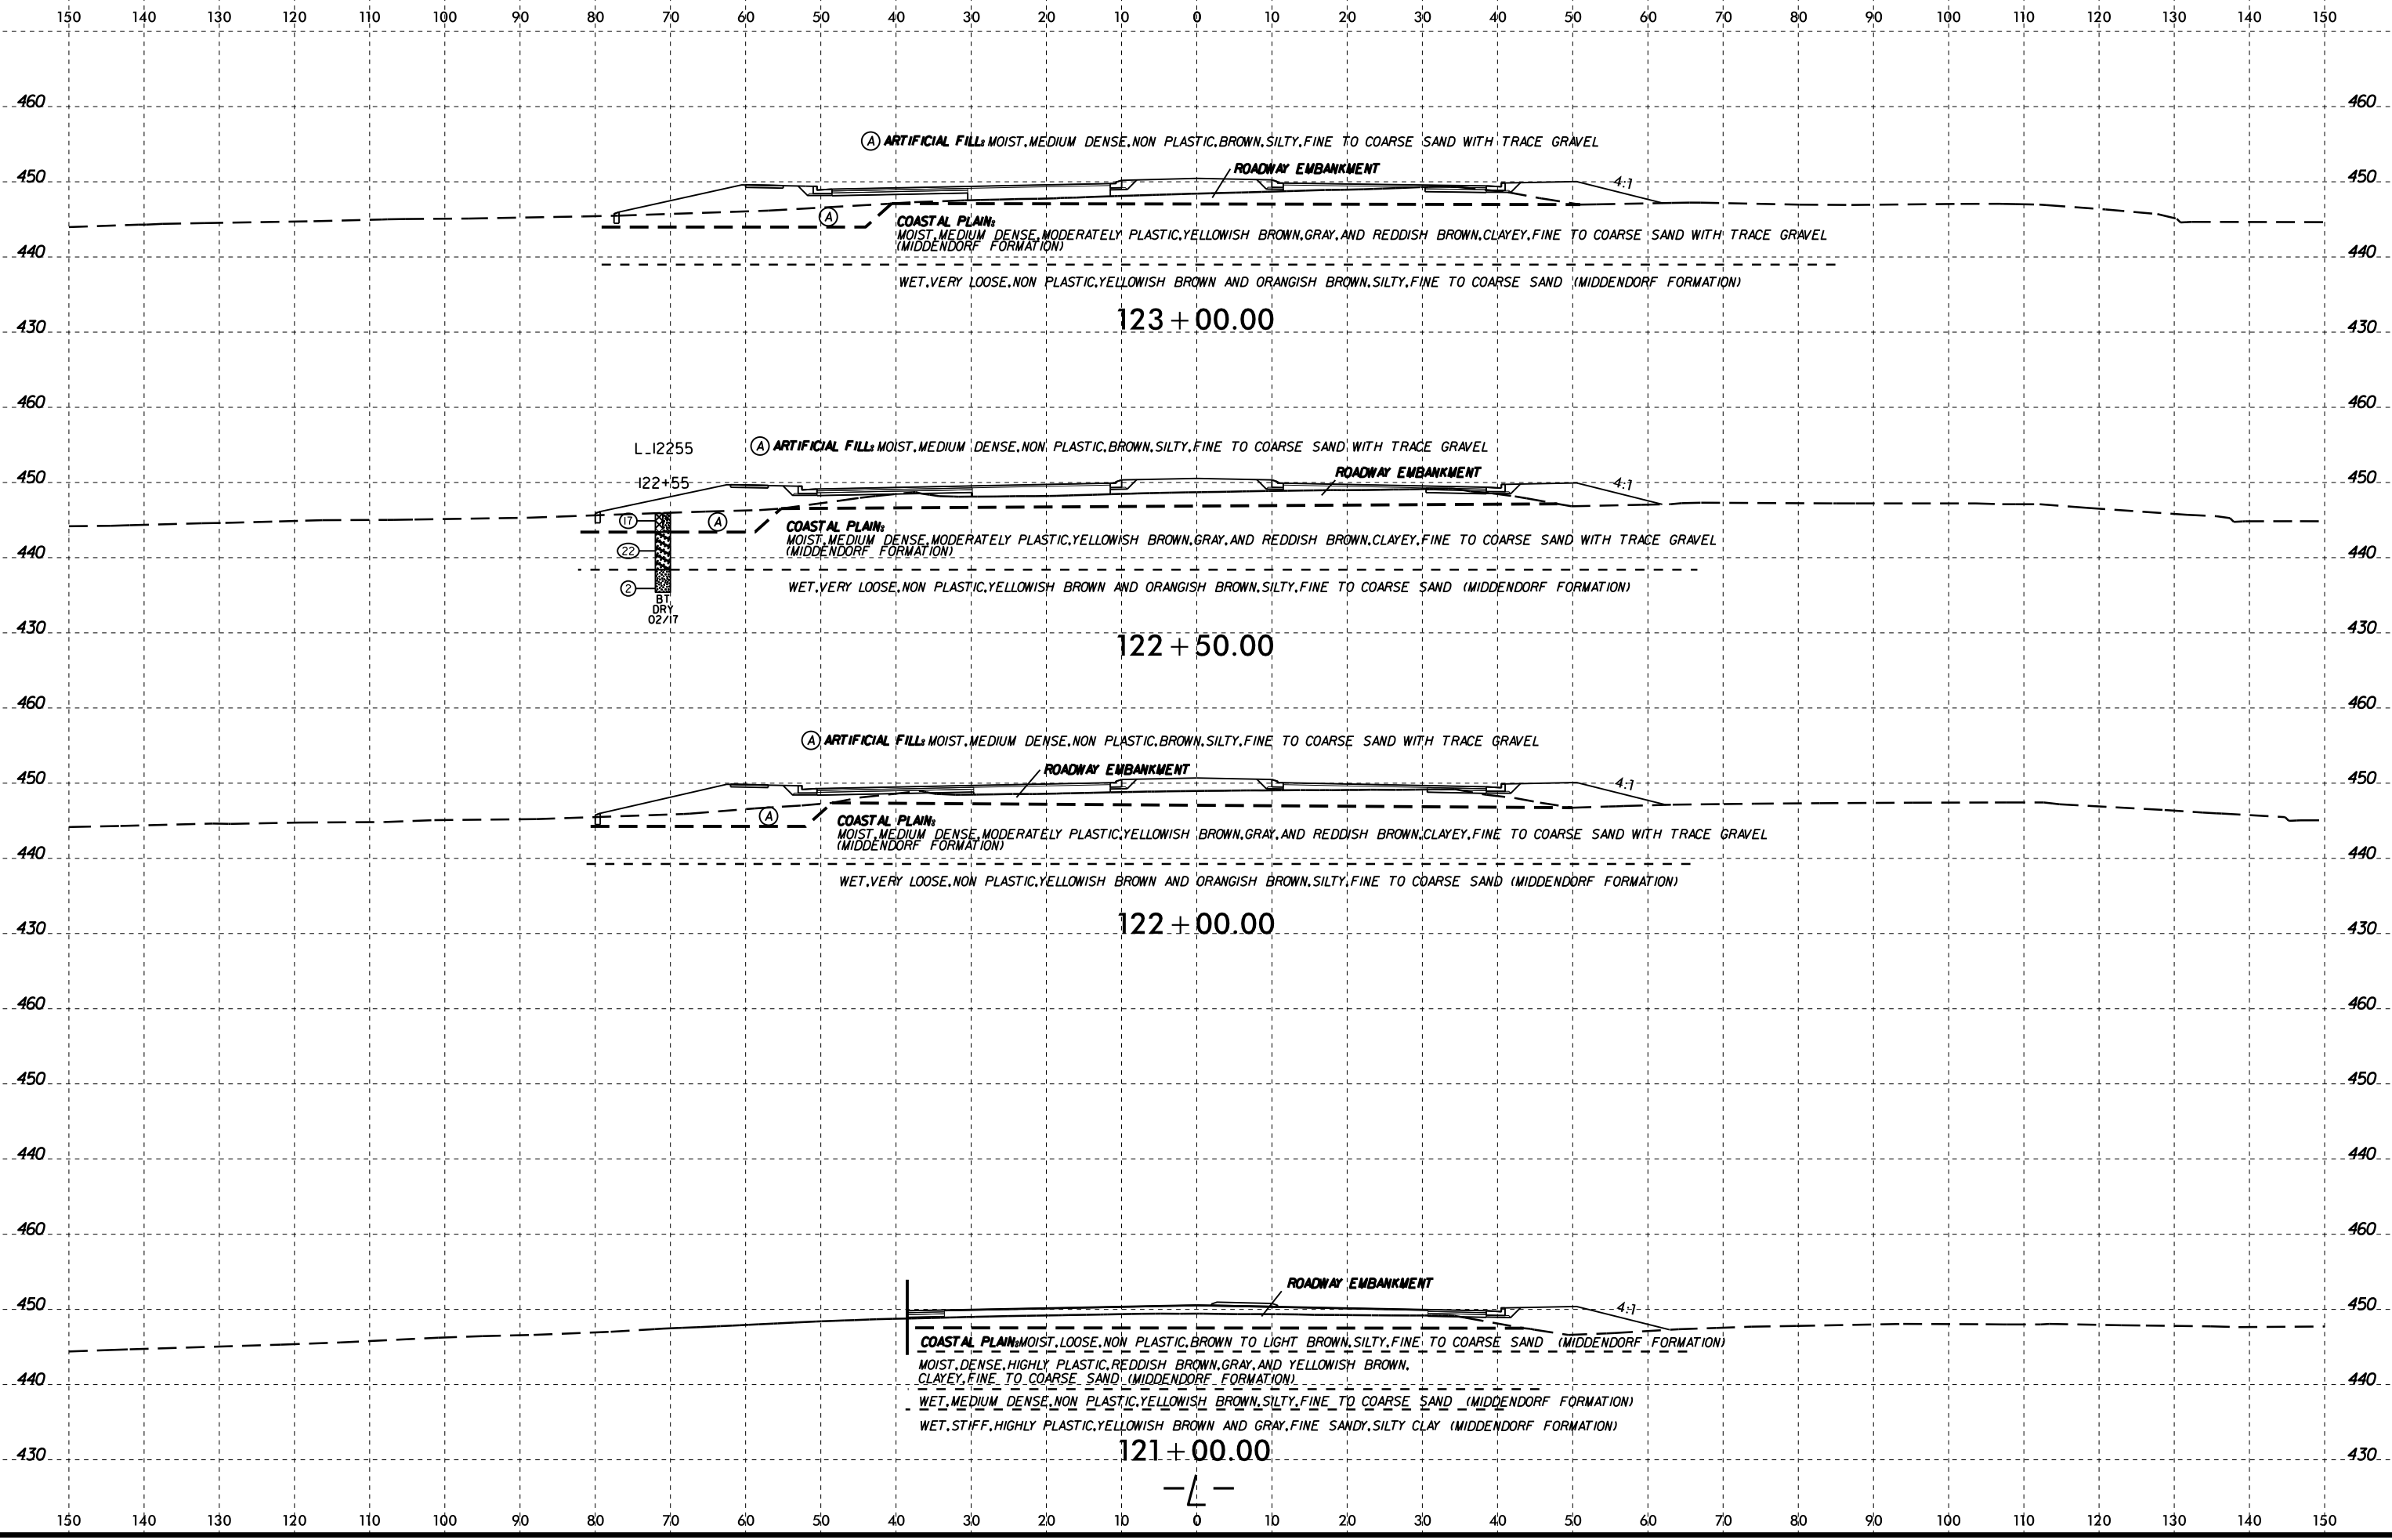 150 140 130 120 110 100 90 80 70 60 50 40 30 20 10 0 10 20 30 40 50 60 70 80 90 100 110 120 130 140 150
460 460
Ⓐ ARTIFICIAL FILL: MOIST, MEDIUM DENSE, NON PLASTIC, BROWN, SILTY, FINE TO COARSE SAND WITH TRACE GRAVEL
ROADWAY EMBANKMENT
450 4:1 450
A
COASTAL PLAIN:
MOIST, MEDIUM DENSE, MODERATELY PLASTIC, YELLOWISH BROWN, GRAY, AND REDDISH BROWN, CLAYEY, FINE TO COARSE SAND WITH TRACE GRAVEL
(MIDDENDORF FORMATION)
440 440
WET, VERY LOOSE, NON PLASTIC, YELLOWISH BROWN AND ORANGISH BROWN, SILTY, FINE TO COARSE SAND (MIDDENDORF FORMATION)
123+00.00
430 430
460 460
L_12255
Ⓐ ARTIFICIAL FILL: MOIST, MEDIUM DENSE, NON PLASTIC, BROWN, SILTY, FINE TO COARSE SAND WITH TRACE GRAVEL
ROADWAY EMBANKMENT
450 122+55 4:1 450
17 A
COASTAL PLAIN:
MOIST, MEDIUM DENSE, MODERATELY PLASTIC, YELLOWISH BROWN, GRAY, AND REDDISH BROWN, CLAYEY, FINE TO COARSE SAND WITH TRACE GRAVEL
22 (MIDDENDORF FORMATION)
440 440
2 WET, VERY LOOSE, NON PLASTIC, YELLOWISH BROWN AND ORANGISH BROWN, SILTY, FINE TO COARSE SAND (MIDDENDORF FORMATION)
BT
DRY
02/17
430 430
122+50.00
460 460
Ⓐ ARTIFICIAL FILL: MOIST, MEDIUM DENSE, NON PLASTIC, BROWN, SILTY, FINE TO COARSE SAND WITH TRACE GRAVEL
ROADWAY EMBANKMENT
450 4:1 450
A
COASTAL PLAIN:
MOIST, MEDIUM DENSE, MODERATELY PLASTIC, YELLOWISH BROWN, GRAY, AND REDDISH BROWN, CLAYEY, FINE TO COARSE SAND WITH TRACE GRAVEL
(MIDDENDORF FORMATION)
440 440
WET, VERY LOOSE, NON PLASTIC, YELLOWISH BROWN AND ORANGISH BROWN, SILTY, FINE TO COARSE SAND (MIDDENDORF FORMATION)
122+00.00
430 430
460 460
450 450
440 440
460 460
ROADWAY EMBANKMENT
450 4:1 450
COASTAL PLAIN: MOIST, LOOSE, NON PLASTIC, BROWN TO LIGHT BROWN, SILTY, FINE TO COARSE SAND (MIDDENDORF FORMATION)
MOIST, DENSE, HIGHLY PLASTIC, REDDISH BROWN, GRAY, AND YELLOWISH BROWN,
CLAYEY, FINE TO COARSE SAND (MIDDENDORF FORMATION)
440 440
WET, MEDIUM DENSE, NON PLASTIC, YELLOWISH BROWN, SILTY, FINE TO COARSE SAND (MIDDENDORF FORMATION)
WET, STIFF, HIGHLY PLASTIC, YELLOWISH BROWN AND GRAY, FINE SANDY, SILTY CLAY (MIDDENDORF FORMATION)
121+00.00
430 430
-L-
150 140 130 120 110 100 90 80 70 60 50 40 30 20 10 0 10 20 30 40 50 60 70 80 90 100 110 120 130 140 150